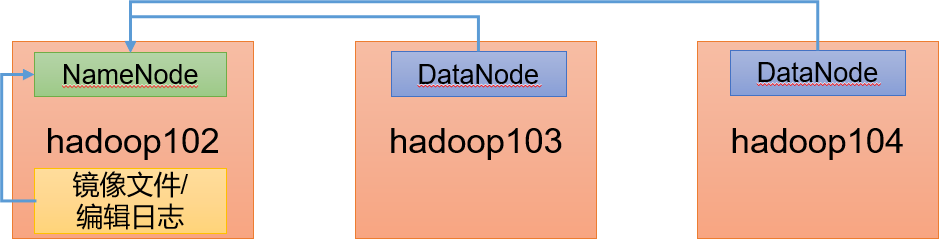 NameNode
DataNode
DataNode
hadoop102
hadoop103
hadoop104
镜像文件/
编辑日志